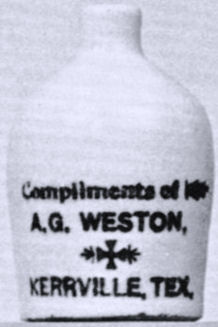 Compliments of
A.G. WESTON,
KERRVILLE, TEX.